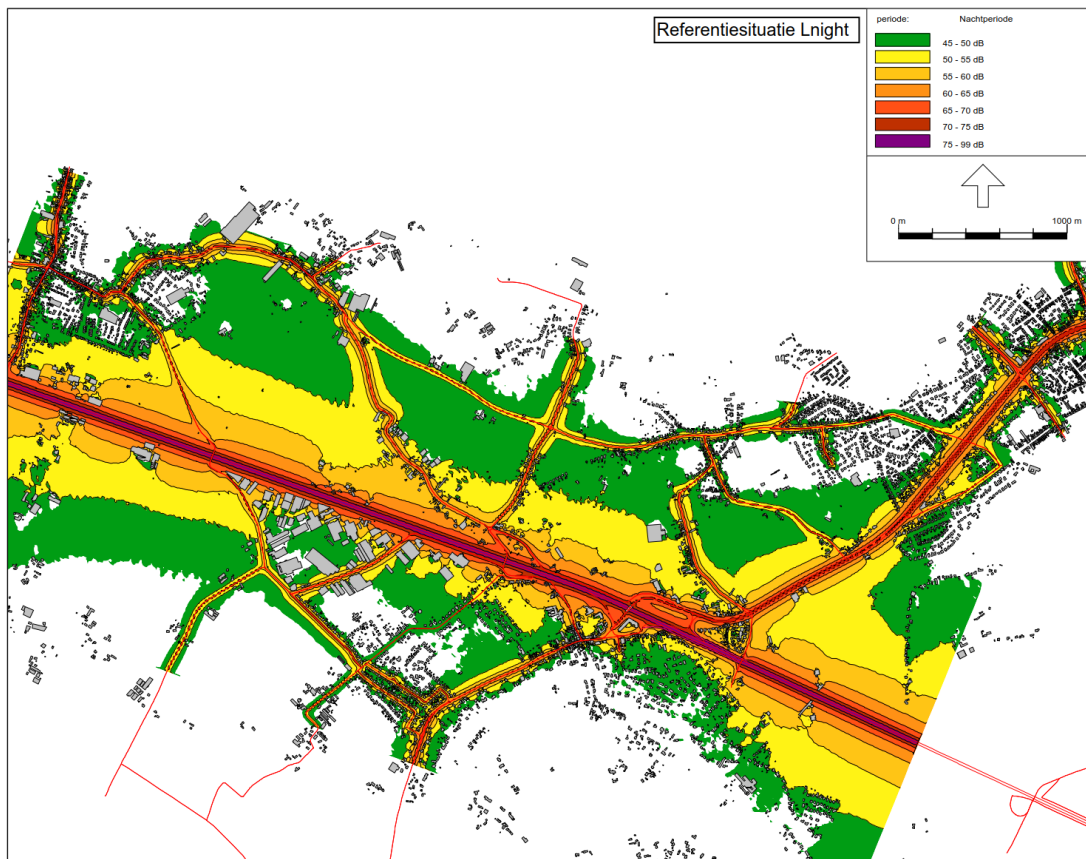 Referentiesituatie Lnight
periode: Nachtperiode
45 - 50 dB
50 - 55 dB
55 - 60 dB
60 - 65 dB
65 - 70 dB
70 - 75 dB
75 - 99 dB
0 m 1000 m